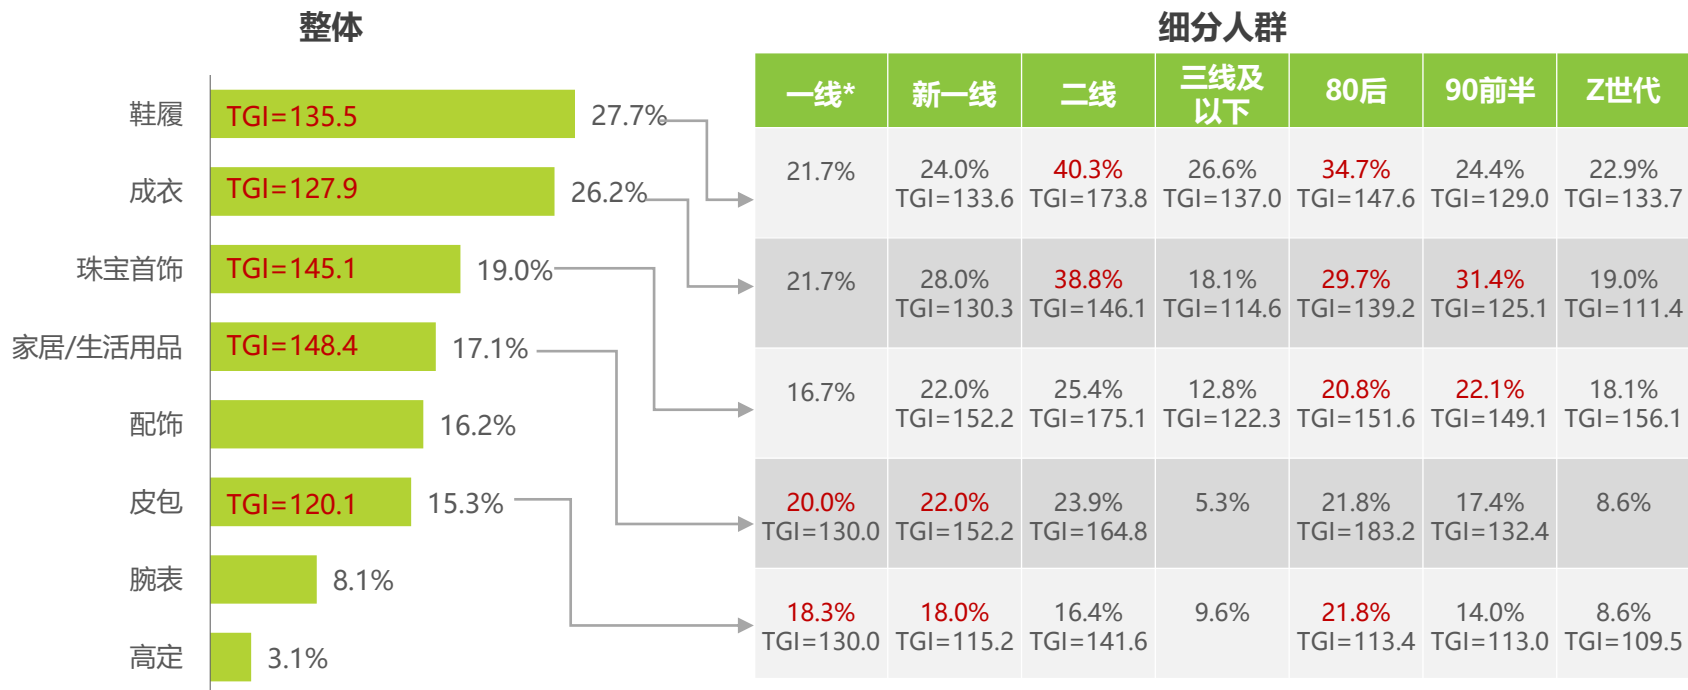 整体
鞋履
TGI=135.5
27.7%
成衣
TGI=127.9
26.2%
珠宝首饰
TGI=145.1
19.0%
家居/生活用品
TGI=148.4
17.1%
配饰
16.2%
皮包
TGI=120.1
15.3%
腕表
8.1%
高定
3.1%
细分人群
一线*
新一线
二线
三线及
以下
80后
90前半
Z世代
21.7%
24.0%
TGI=133.6
40.3%
TGI=173.8
26.6%
TGI=137.0
34.7%
TGI=147.6
24.4%
TGI=129.0
22.9%
TGI=133.7
21.7%
28.0%
TGI=130.3
38.8%
TGI=146.1
18.1%
TGI=114.6
29.7%
TGI=139.2
31.4%
TGI=125.1
19.0%
TGI=111.4
16.7%
22.0%
TGI=152.2
25.4%
TGI=175.1
12.8%
TGI=122.3
20.8%
TGI=151.6
22.1%
TGI=149.1
18.1%
TGI=156.1
20.0%
TGI=130.0
22.0%
TGI=152.2
23.9%
TGI=164.8
5.3%
21.8%
TGI=183.2
17.4%
TGI=132.4
8.6%
18.3%
TGI=130.0
18.0%
TGI=115.2
16.4%
TGI=141.6
9.6%
21.8%
TGI=113.4
14.0%
TGI=113.0
8.6%
TGI=109.5